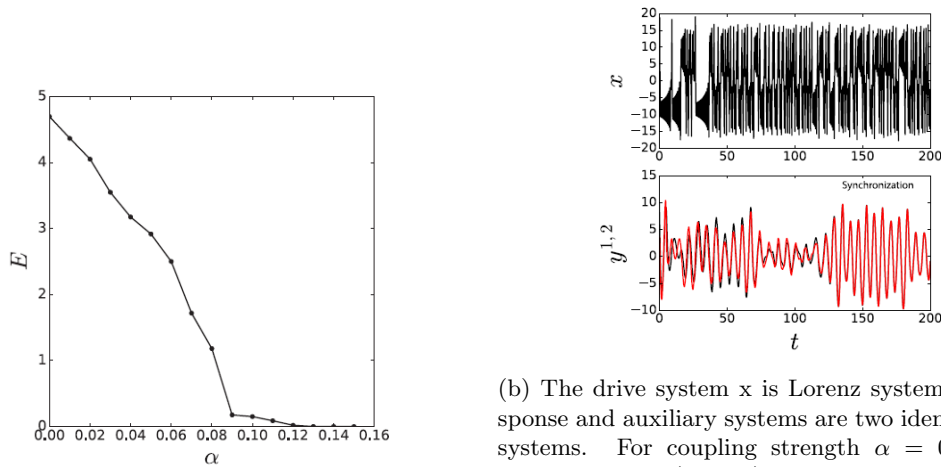 5
4
3
2
1
0
E
0.00 0.02 0.04 0.06 0.08 0.10 0.12 0.14 0.16
α
20
15
10
5
0
−5
−10
−15
−20
x
0 50 100 150 200
Synchronization
10
5
0
−5
−10
y^{1,2}
0 50 100 150 200
t
(b) The drive system x is Lorenz system
sponse and auxiliary systems are two iden
systems. For coupling strength α =